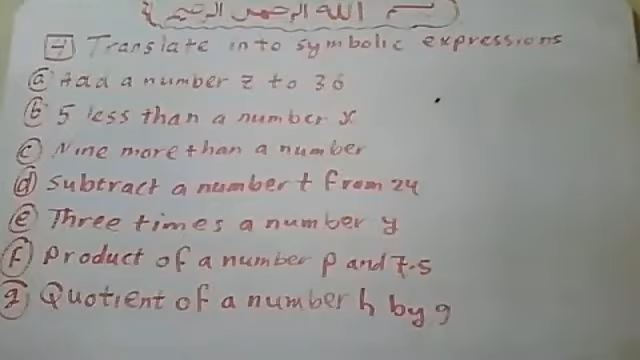 بسم الله الرحمن الرحيم
4 Translate into symbolic expressions
(a) Add a number z to 36
(b) 5 less than a number x
(c) Nine more than a number
(d) Subtract a number t from 24
(e) Three times a number y
(f) Product of a number p and 7.5
(g) Quotient of a number h by 9